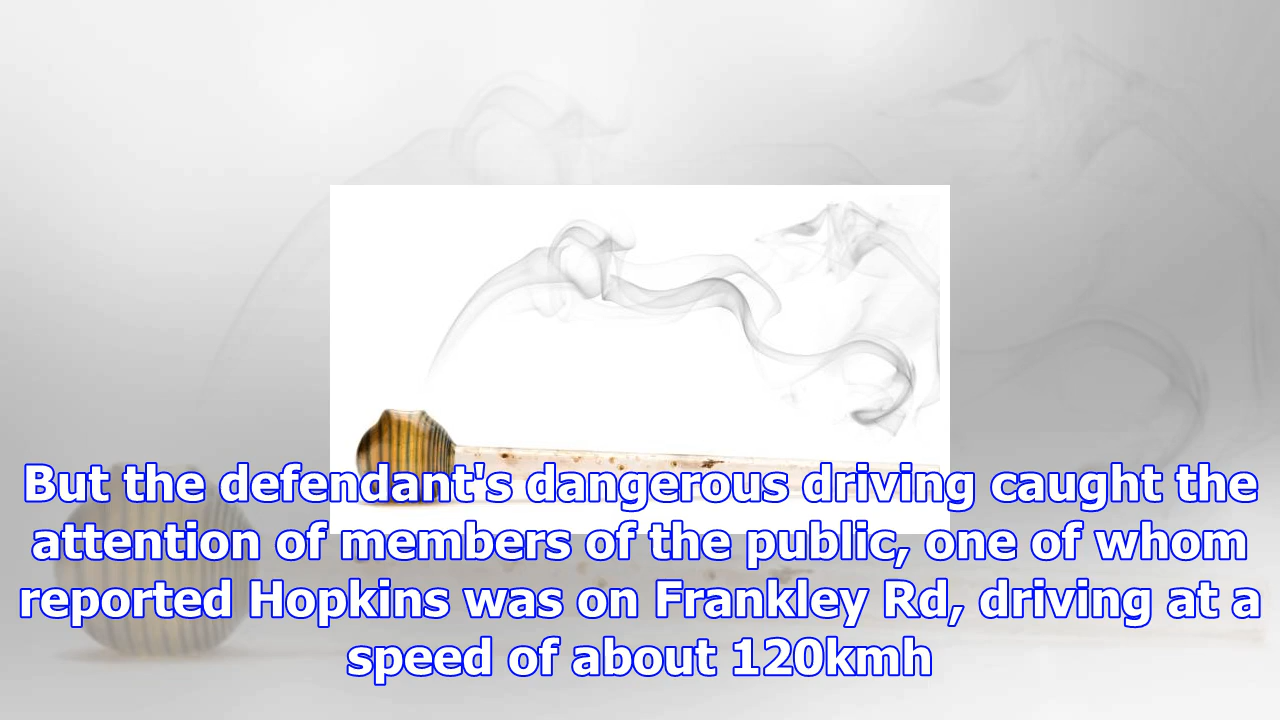 But the defendant's dangerous driving caught the
attention of members of the public, one of whom
reported Hopkins was on Frankley Rd, driving at a
speed of about 120kmh